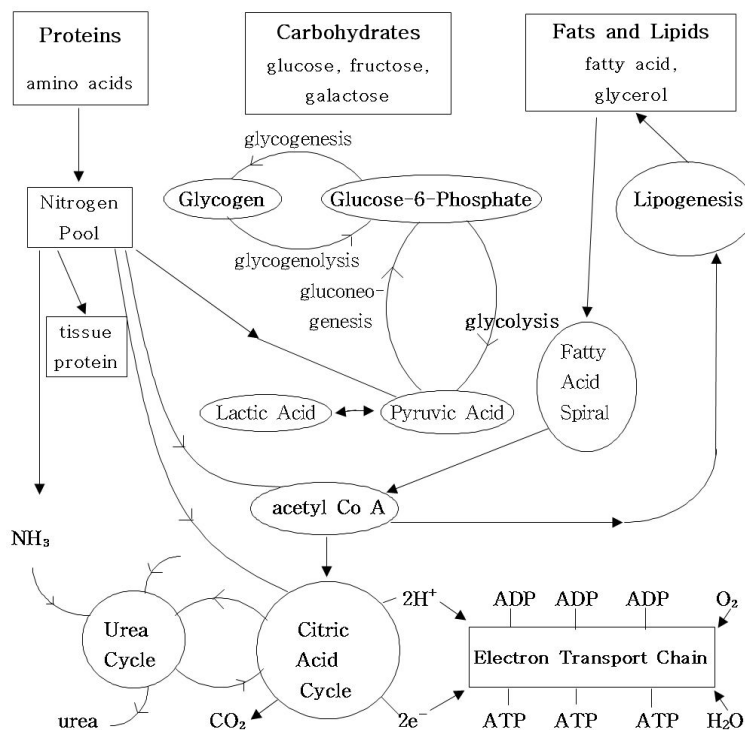 Proteins
amino acids
Carbohydrates
glucose, fructose,
galactose
Fats and Lipids
fatty acid,
glycerol
glycogenesis
Glycogen
Glucose-6-Phosphate
Lipogenesis
Nitrogen
Pool
glycogenolysis
gluconeo-
genesis
glycolysis
tissue
protein
Fatty
Acid
Spiral
Lactic Acid
Pyruvic Acid
acetyl Co A
NH₃
Urea
Cycle
Citric
Acid
Cycle
2H⁺
ADP
ADP
ADP
O₂
Electron Transport Chain
urea
CO₂
2e⁻
ATP
ATP
ATP
H₂O